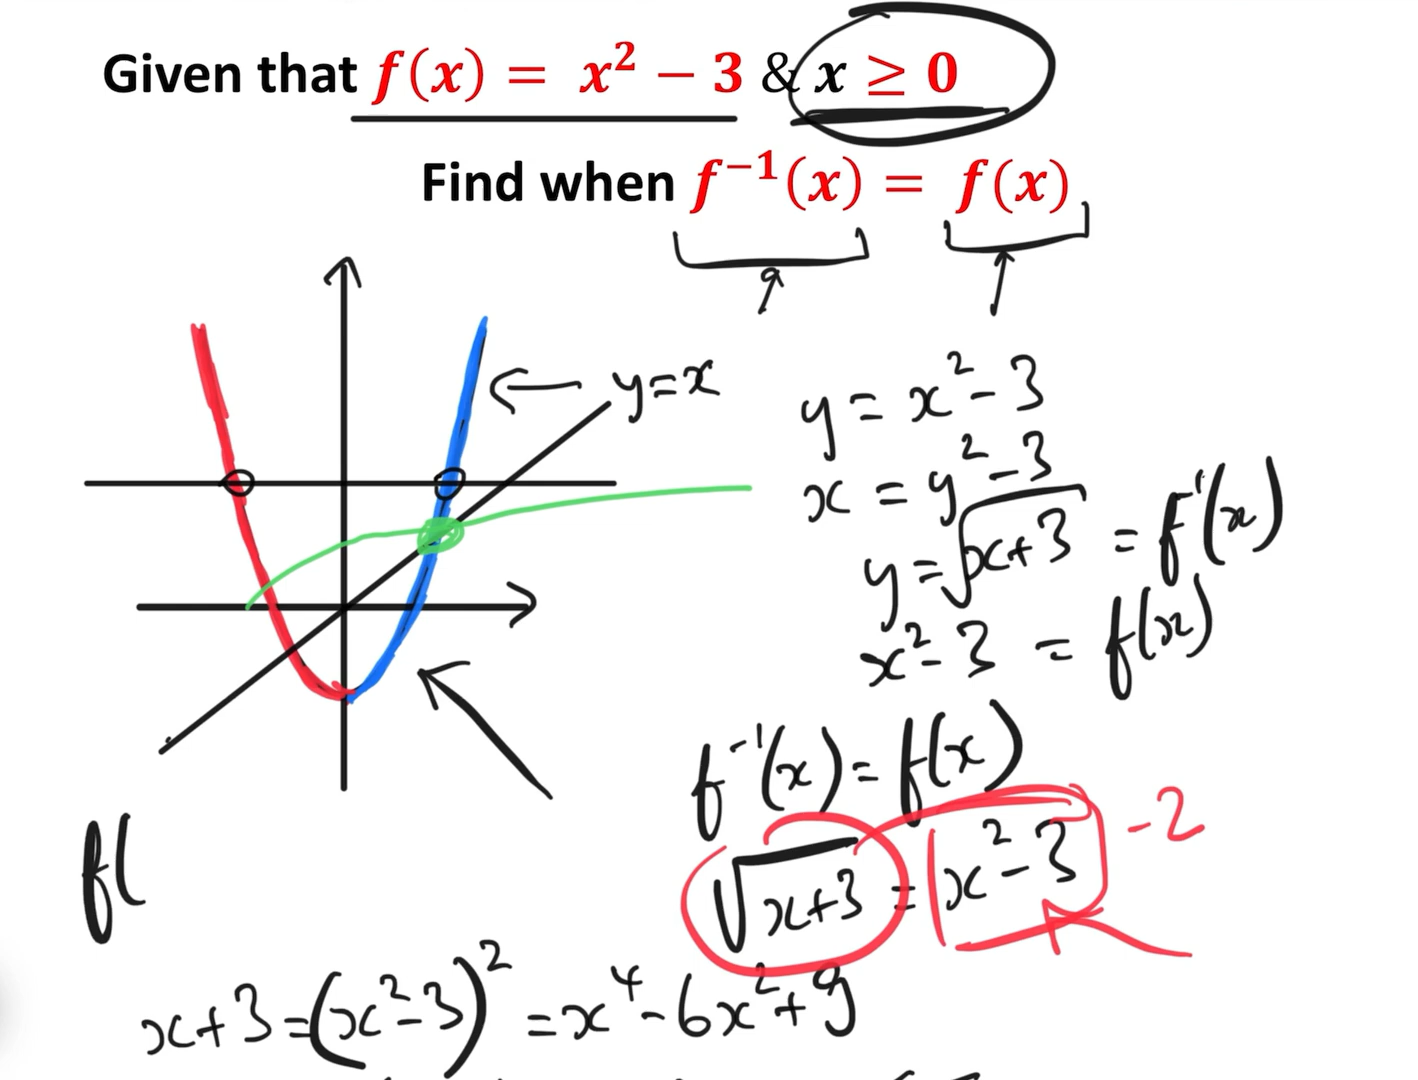 Given that f(x) = x² − 3 & x ≥ 0
Find when f⁻¹(x) = f(x)
y=x
y = x² - 3
x = y² - 3
y = √x+3 = f⁻¹(x)
x² - 3 = f(x)
f⁻¹(x) = f(x)
√x+3 = x² - 3
-2
f(
x+3 = (x² - 3)² = x⁴ - 6x² + 9